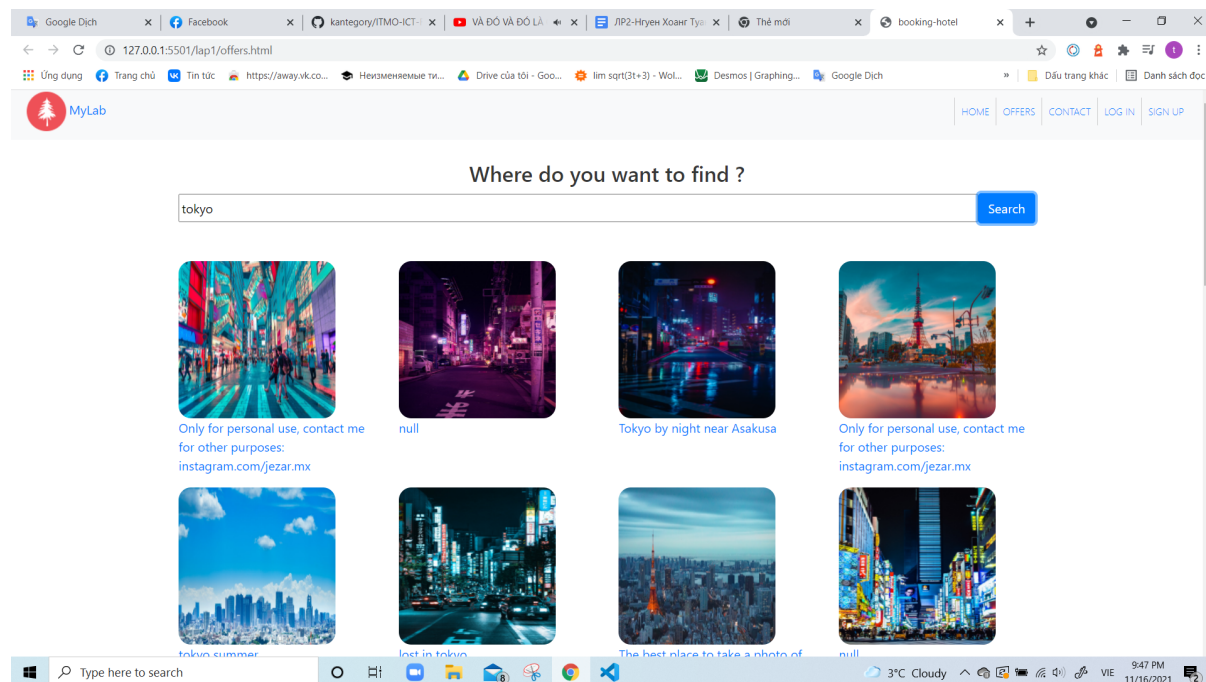 Google Dịch
Facebook
kantegory/ITMO-ICT-
VÀ ĐÓ VÀ ĐÓ LÀ
ЛР2-Нгуен Хоанг Туа
Thẻ mới
booking-hotel
127.0.0.1:5501/lap1/offers.html
Ứng dụng
Trang chủ
Tin tức
https://away.vk.co...
Неизменяемые ти...
Drive của tôi - Goo...
lim sqrt(3t+3) - Wol...
Desmos | Graphing...
Google Dịch
»
Dấu trang khác
Danh sách đọc
MyLab
HOME
OFFERS
CONTACT
LOG IN
SIGN UP
Where do you want to find ?
tokyo
Search
Only for personal use, contact me
for other purposes:
instagram.com/jezar.mx
null
Tokyo by night near Asakusa
Only for personal use, contact me
for other purposes:
instagram.com/jezar.mx
tokyo summer
lost in tokyo
The best place to take a photo of
null
Type here to search
8
3°C Cloudy
VIE
9:47 PM
11/16/2021
2